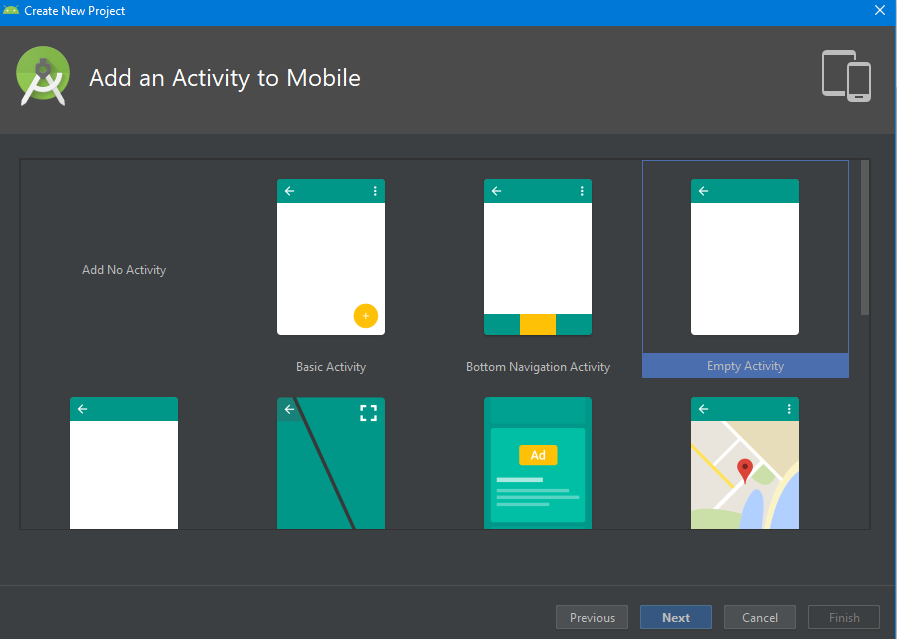 Create New Project
Add an Activity to Mobile
Add No Activity
Basic Activity
Bottom Navigation Activity
Empty Activity
Ad
Previous
Next
Cancel
Finish